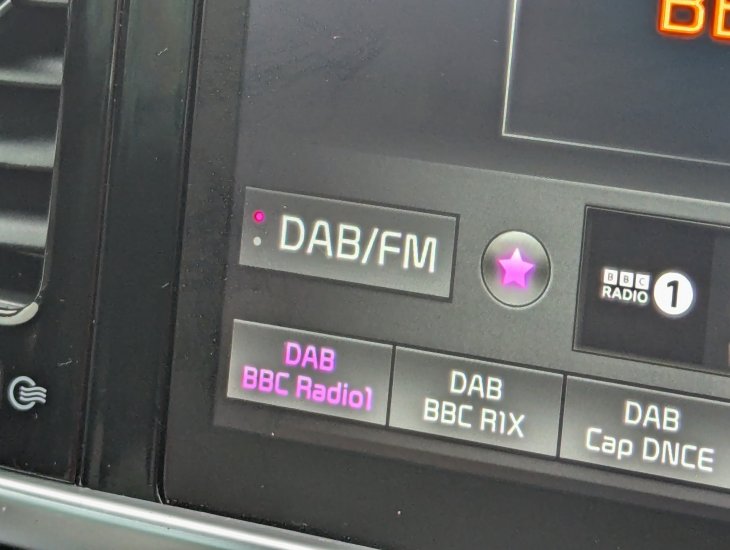 DAB/FM
BBC
RADIO 1
DAB
BBC Radio1
DAB
BBC R1X
DAB
Cap DNCE